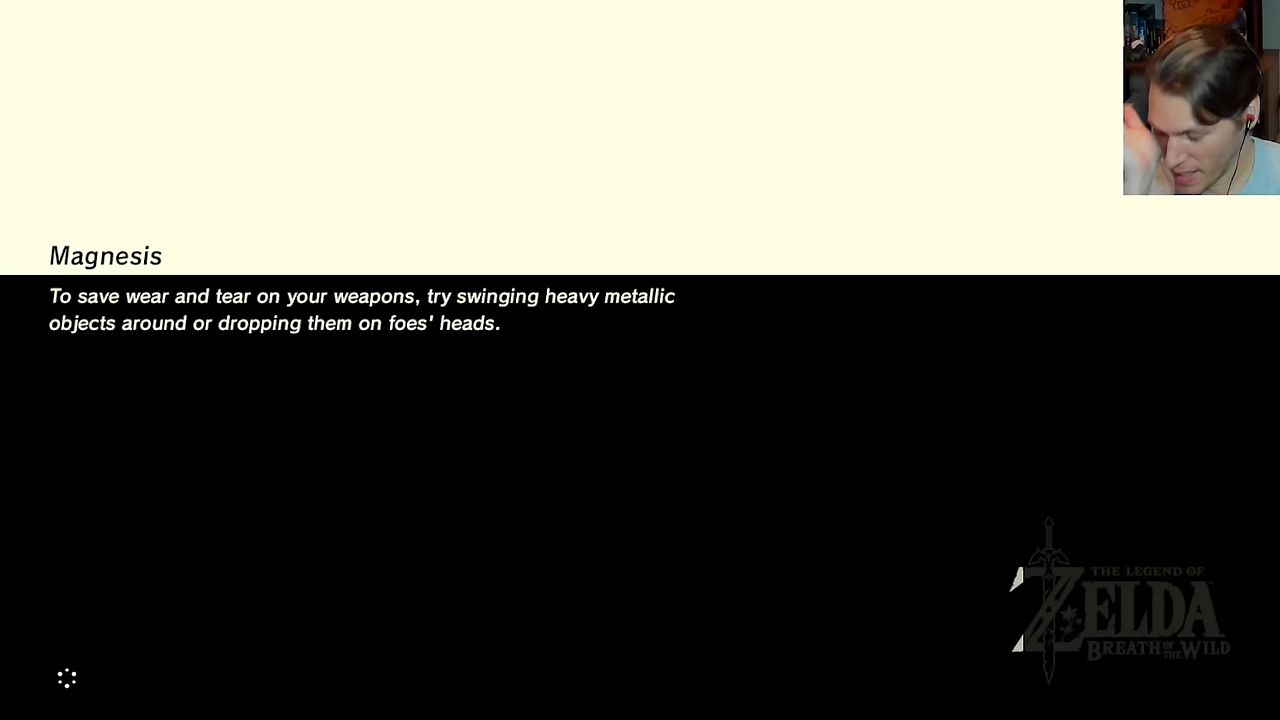 Magnesis
To save wear and tear on your weapons, try swinging heavy metallic
objects around or dropping them on foes' heads.
THE LEGEND OF
ZELDA
BREATH OF THE WILD